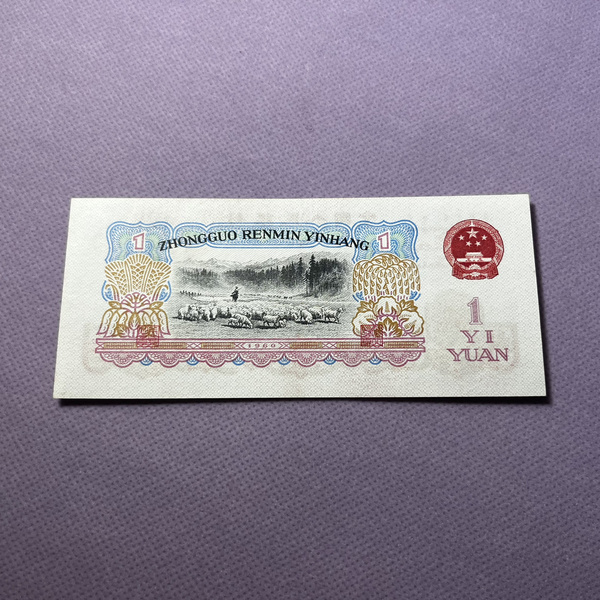 ZHONGGUO RENMIN YINHANG
1
1
1960
1
YI
YUAN